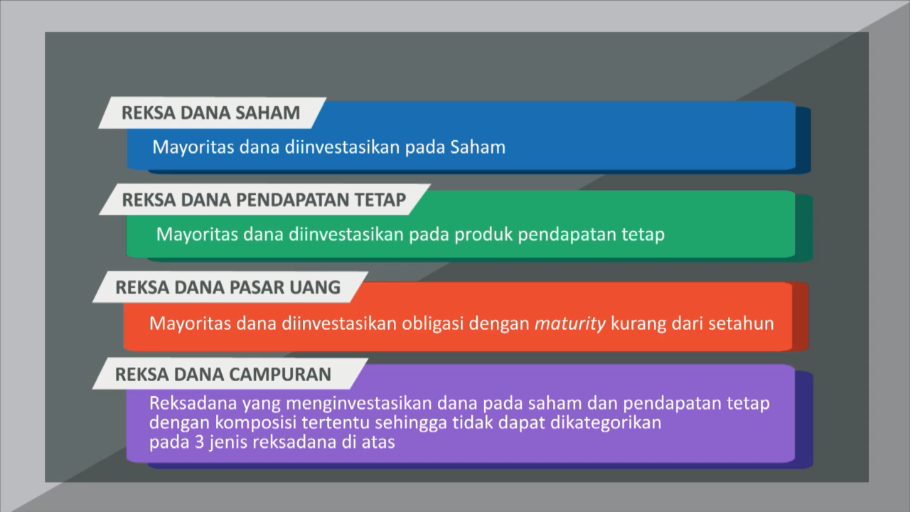 REKSA DANA SAHAM
Mayoritas dana diinvestasikan pada Saham
REKSA DANA PENDAPATAN TETAP
Mayoritas dana diinvestasikan pada produk pendapatan tetap
REKSA DANA PASAR UANG
Mayoritas dana diinvestasikan obligasi dengan maturity kurang dari setahun
REKSA DANA CAMPURAN
Reksadana yang menginvestasikan dana pada saham dan pendapatan tetap
dengan komposisi tertentu sehingga tidak dapat dikategorikan
pada 3 jenis reksadana di atas